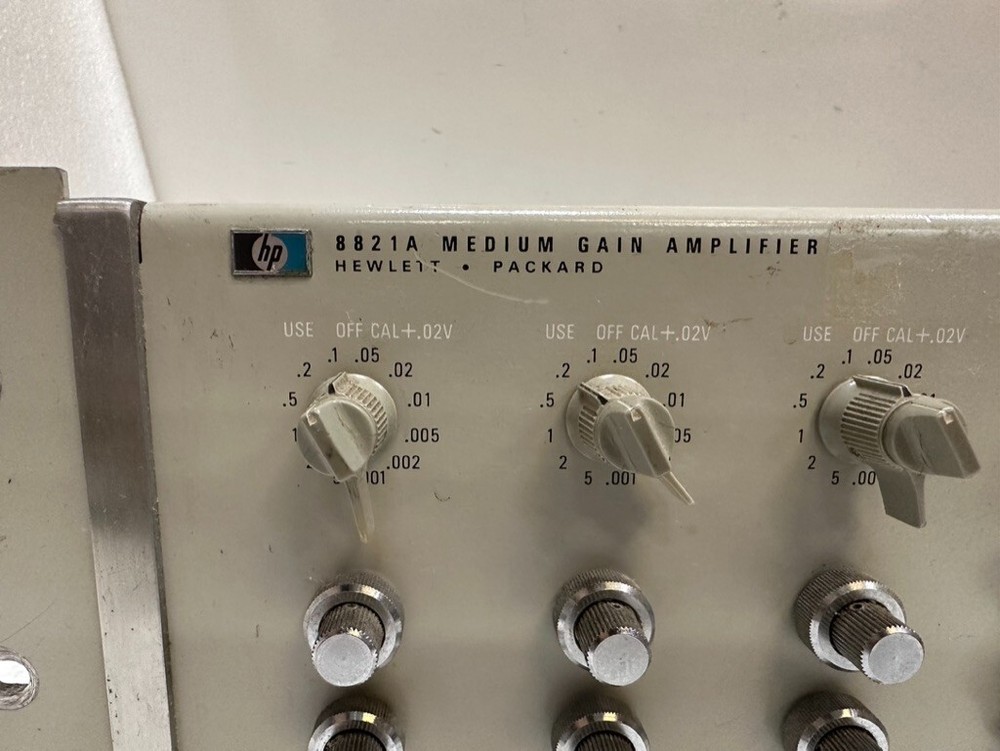 hp
8821A MEDIUM GAIN AMPLIFIER
HEWLETT • PACKARD
USE OFF CAL+.02V
.1 .05
.2 .02
.5 .01
1 .005
.002
USE OFF CAL+.02V
.1 .05
.2 .02
.5
1
2
5 .001
USE OFF CAL+.02V
.1 .05
.2 .02
.5
1
2
5